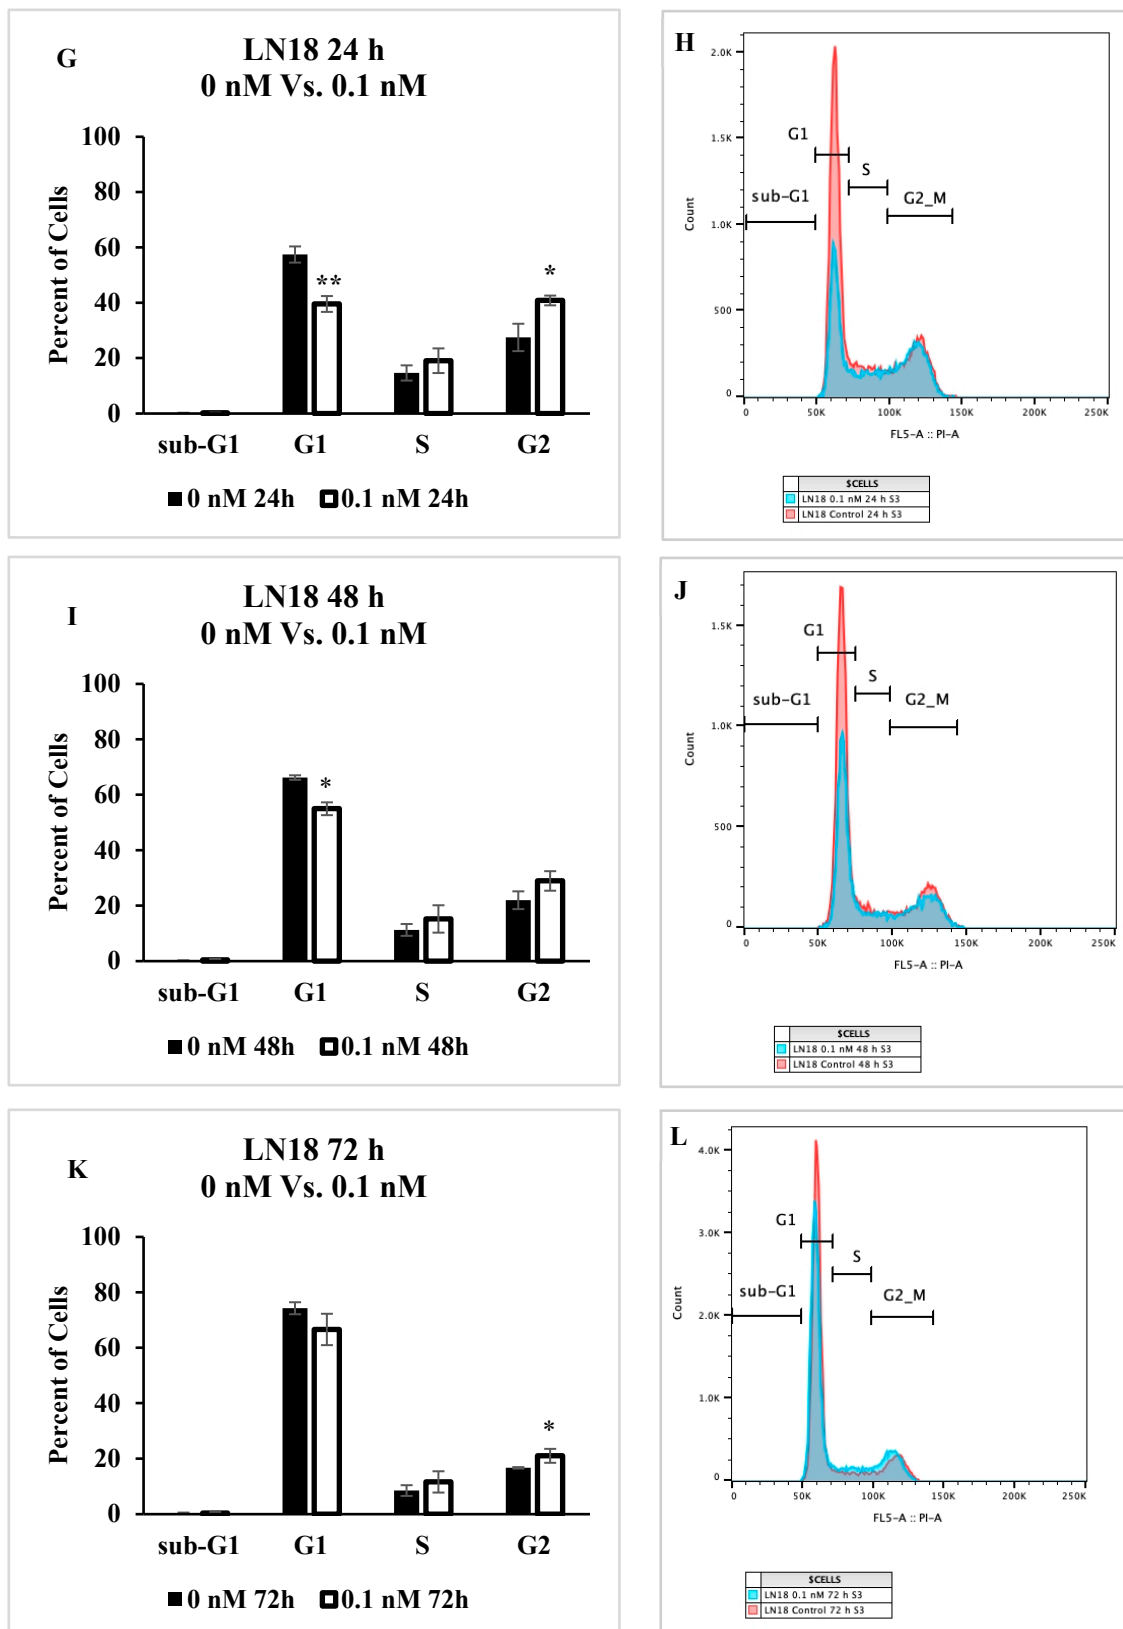 G
LN18 24 h
0 nM Vs. 0.1 nM
Percent of Cells
100
80
60
40
20
0
**
*
sub-G1 G1 S G2
0 nM 24h 0.1 nM 24h
H
Count
2.0K
1.5K
1.0K
500
0
G1
S
sub-G1
G2_M
0 50K 100K 150K 200K 250K
FL5-A :: PI-A
$CELLS
LN18 0.1 nM 24 h S3
LN18 Control 24 h S3
I
LN18 48 h
0 nM Vs. 0.1 nM
Percent of Cells
100
80
60
40
20
0
*
sub-G1 G1 S G2
0 nM 48h 0.1 nM 48h
J
Count
1.5K
1.0K
500
0
G1
S
sub-G1
G2_M
0 50K 100K 150K 200K 250K
FL5-A :: PI-A
$CELLS
LN18 0.1 nM 48 h S3
LN18 Control 48 h S3
K
LN18 72 h
0 nM Vs. 0.1 nM
Percent of Cells
100
80
60
40
20
0
*
sub-G1 G1 S G2
0 nM 72h 0.1 nM 72h
L
Count
4.0K
3.0K
2.0K
1.0K
0
G1
S
sub-G1
G2_M
0 50K 100K 150K 200K 250K
FL5-A :: PI-A
$CELLS
LN18 0.1 nM 72 h S3
LN18 Control 72 h S3